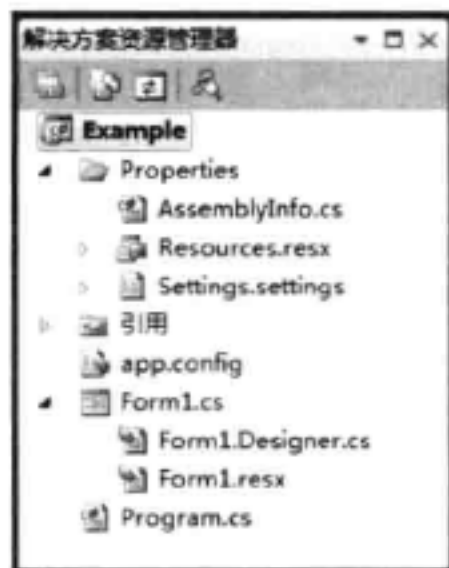 解决方案资源管理器
Example
Properties
AssemblyInfo.cs
Resources.resx
Settings.settings
引用
app.config
Form1.cs
Form1.Designer.cs
Form1.resx
Program.cs